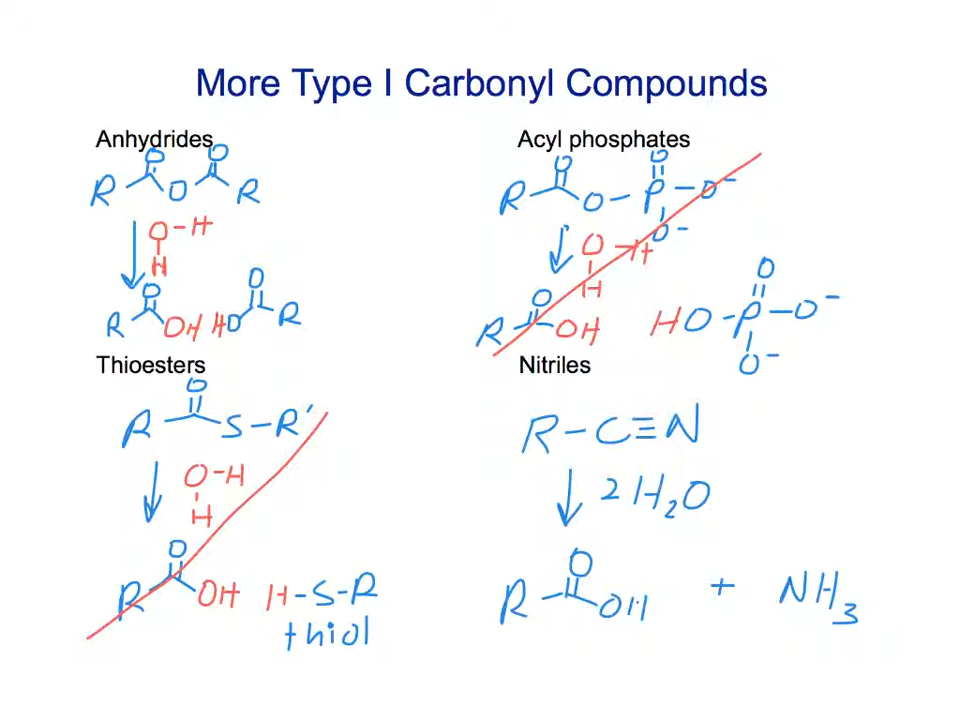 More Type I Carbonyl Compounds
Anhydrides
O O
R O R
O-H
H
O O
R OH HO R
Acyl phosphates
O O
R O-P-O⁻
O⁻
O-H
H
O O
R OH HO-P-O⁻
O⁻
Thioesters
O
R S-R'
O-H
H
O
R OH H-S-R
thiol
Nitriles
R-C≡N
2H₂O
O
R OH + NH₃